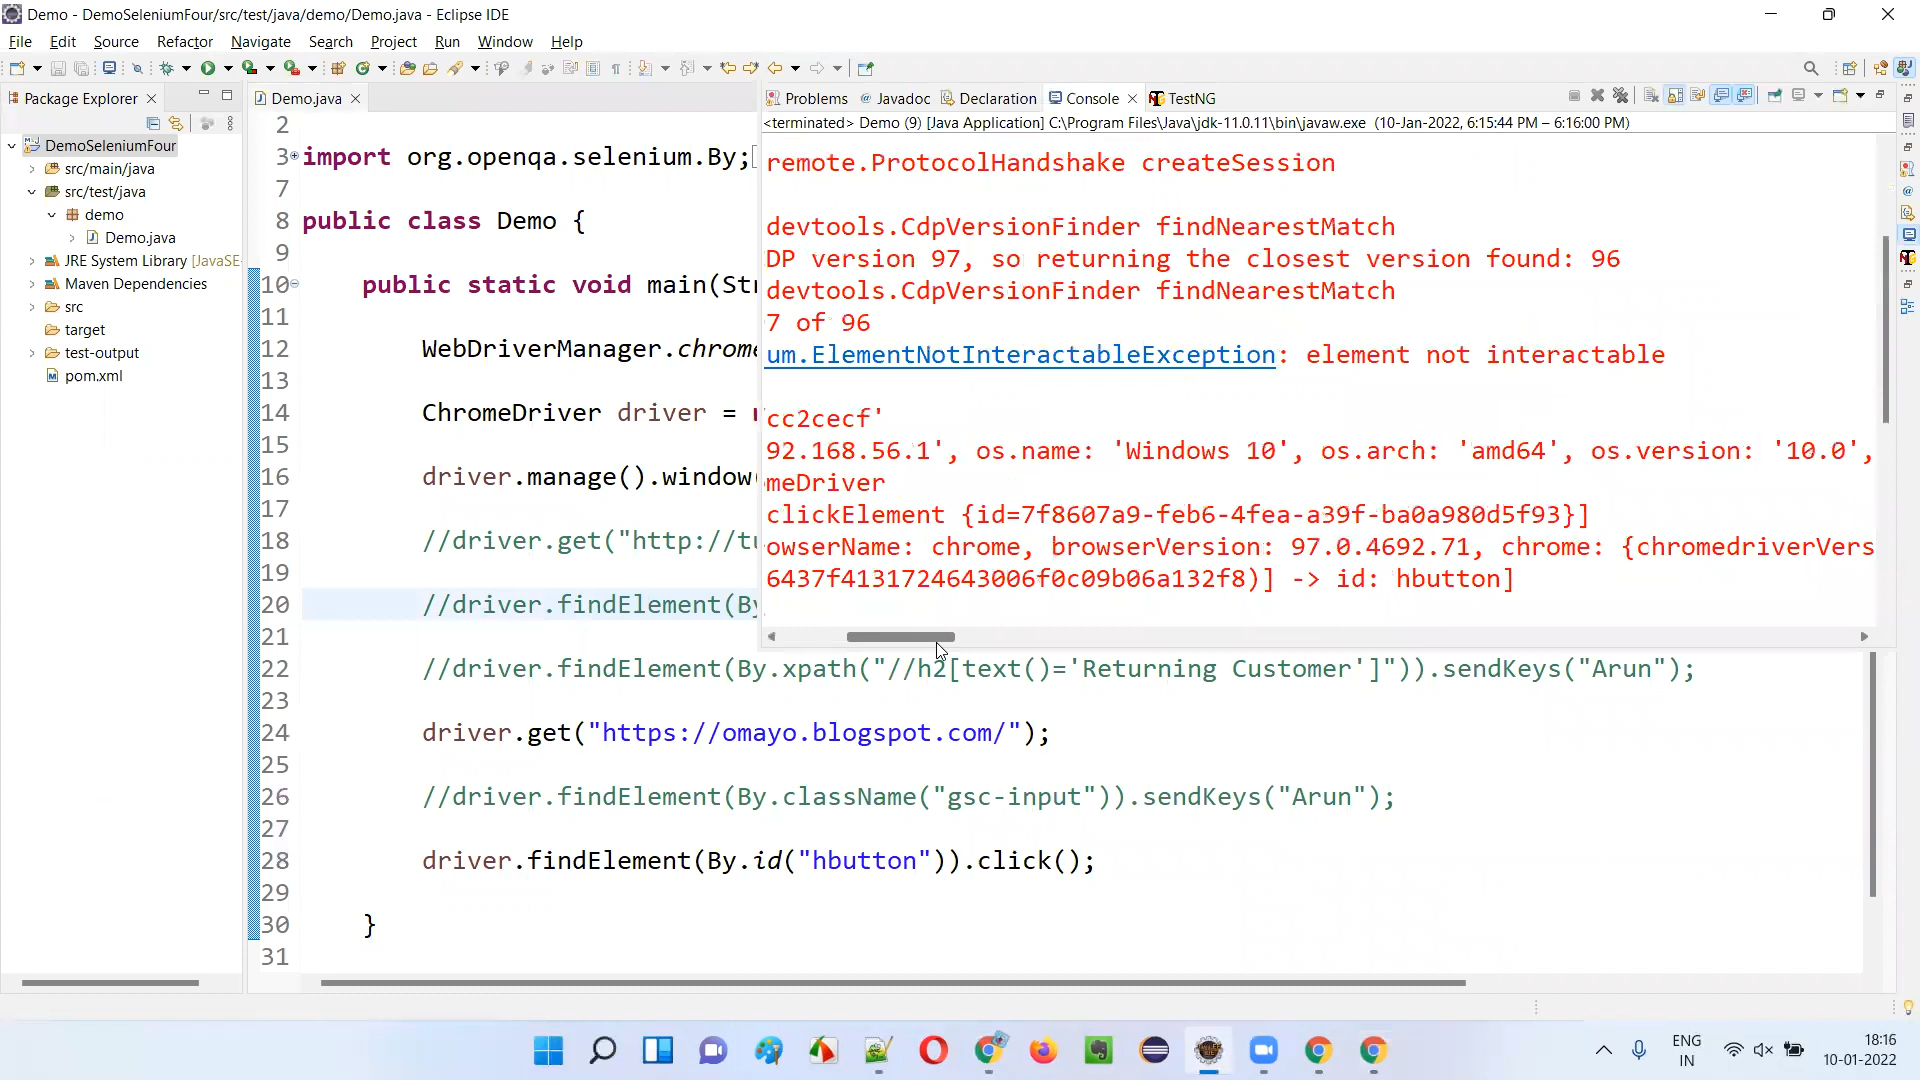 Demo - DemoSeleniumFour/src/test/java/demo/Demo.java - Eclipse IDE
File Edit Source Refactor Navigate Search Project Run Window Help
Package Explorer
DemoSeleniumFour
src/main/java
src/test/java
demo
Demo.java
JRE System Library [JavaSE-
Maven Dependencies
src
target
test-output
pom.xml
Demo.java
2
3 import org.openqa.selenium.By;
7
8 public class Demo {
9
10 public static void main(Str
11
12 WebDriverManager.chrome
13
14 ChromeDriver driver =
15
16 driver.manage().window
17
18 //driver.get("http://tu
19
20 //driver.findElement(By
21
22 //driver.findElement(By.xpath("//h2[text()='Returning Customer']")).sendKeys("Arun");
23
24 driver.get("https://omayo.blogspot.com/");
25
26 //driver.findElement(By.className("gsc-input")).sendKeys("Arun");
27
28 driver.findElement(By.id("hbutton")).click();
29
30 }
31
Problems Javadoc Declaration Console TestNG
<terminated> Demo (9) [Java Application] C:\Program Files\Java\jdk-11.0.11\bin\javaw.exe (10-Jan-2022, 6:15:44 PM – 6:16:00 PM)
remote.ProtocolHandshake createSession
devtools.CdpVersionFinder findNearestMatch
DP version 97, so returning the closest version found: 96
devtools.CdpVersionFinder findNearestMatch
7 of 96
um.ElementNotInteractableException: element not interactable
cc2cecf'
92.168.56.1', os.name: 'Windows 10', os.arch: 'amd64', os.version: '10.0',
meDriver
clickElement {id=7f8607a9-feb6-4fea-a39f-ba0a980d5f93}]
owserName: chrome, browserVersion: 97.0.4692.71, chrome: {chromedriverVers
6437f4131724643006f0c09b06a132f8)] -> id: hbutton]
ENG
IN
18:16
10-01-2022